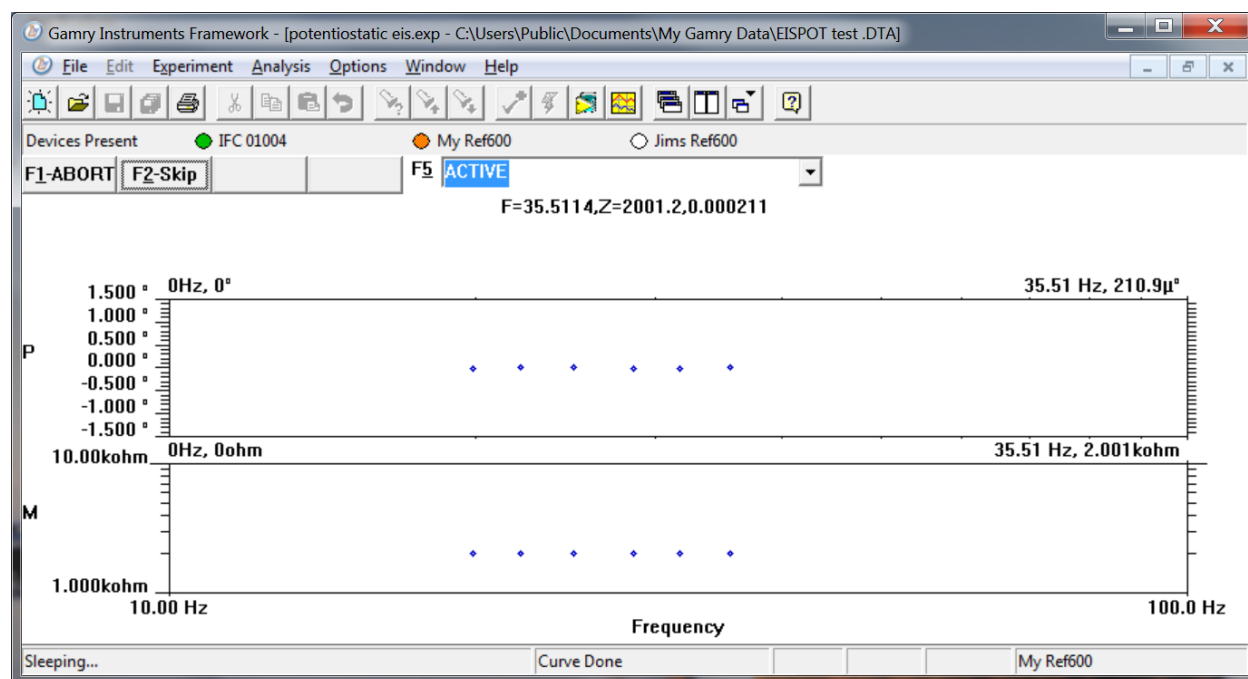 Gamry Instruments Framework - [potentiostatic eis.exp - C:\Users\Public\Documents\My Gamry Data\EISPOT test .DTA]
File Edit Experiment Analysis Options Window Help
Devices Present IFC 01004 My Ref600 Jims Ref600
F1-ABORT F2-Skip F5 ACTIVE
F=35.5114,Z=2001.2,0.000211
0Hz, 0° 35.51 Hz, 210.9µ°
1.500 °
1.000 °
0.500 °
P
0.000 °
-0.500 °
-1.000 °
-1.500 °
0Hz, 0ohm 35.51 Hz, 2.001kohm
10.00kohm
M
1.000kohm
10.00 Hz 100.0 Hz
Frequency
Sleeping... Curve Done My Ref600